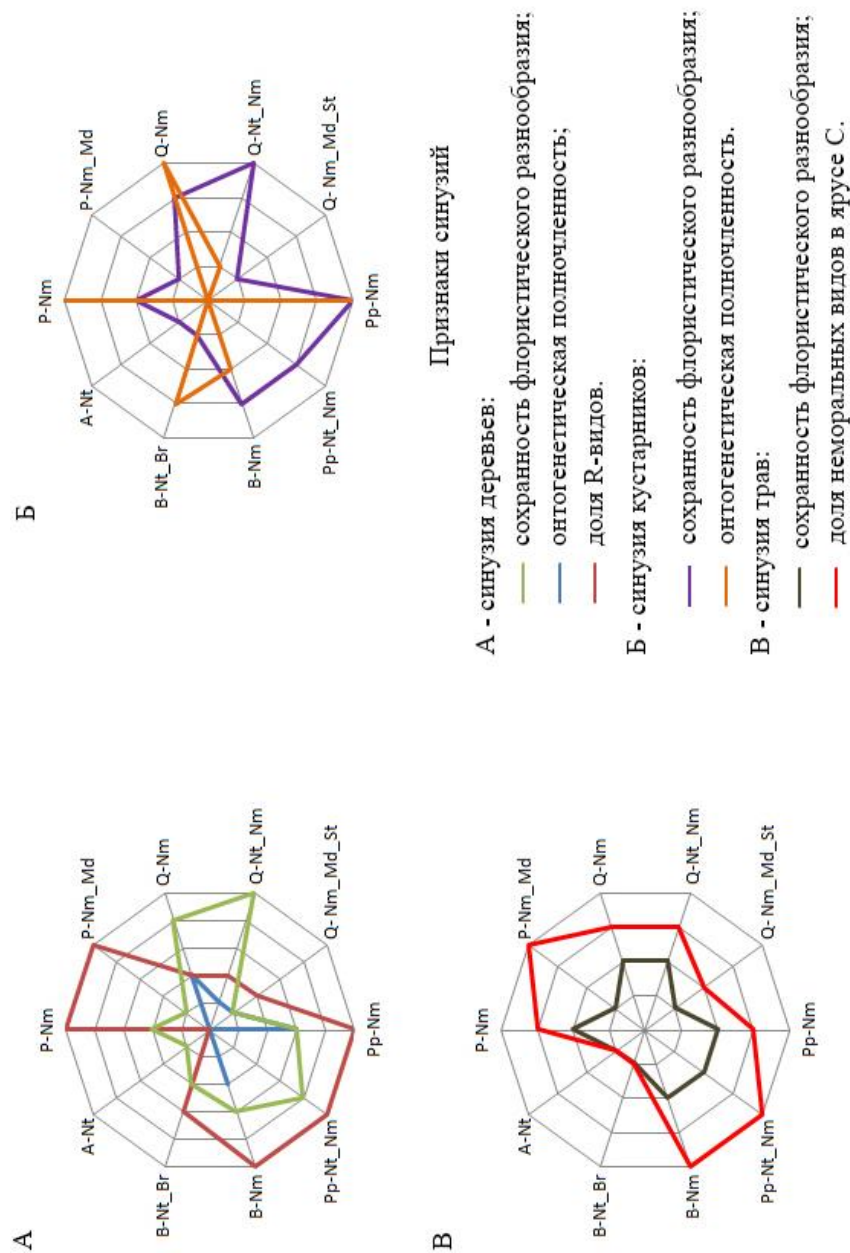 А
P-Nm
P-Nm_Md
Q-Nm
Q-Nt_Nm
Q- Nm_Md_St
Pp-Nm
Pp-Nt_Nm
B-Nm
B-Nt_Br
A-Nt
Б
P-Nm
P-Nm_Md
Q-Nm
Q-Nt_Nm
Q- Nm_Md_St
Pp-Nm
Pp-Nt_Nm
B-Nm
B-Nt_Br
A-Nt
В
P-Nm
P-Nm_Md
Q-Nm
Q-Nt_Nm
Q- Nm_Md_St
Pp-Nm
Pp-Nt_Nm
B-Nm
B-Nt_Br
A-Nt
Признаки синузий
А - синузия деревьев:
сохранность флористического разнообразия;
онтогенетическая полночленность;
доля R-видов.
Б - синузия кустарников:
сохранность флористического разнообразия;
онтогенетическая полночленность.
В - синузия трав:
сохранность флористического разнообразия;
доля неморальных видов в ярусе С.